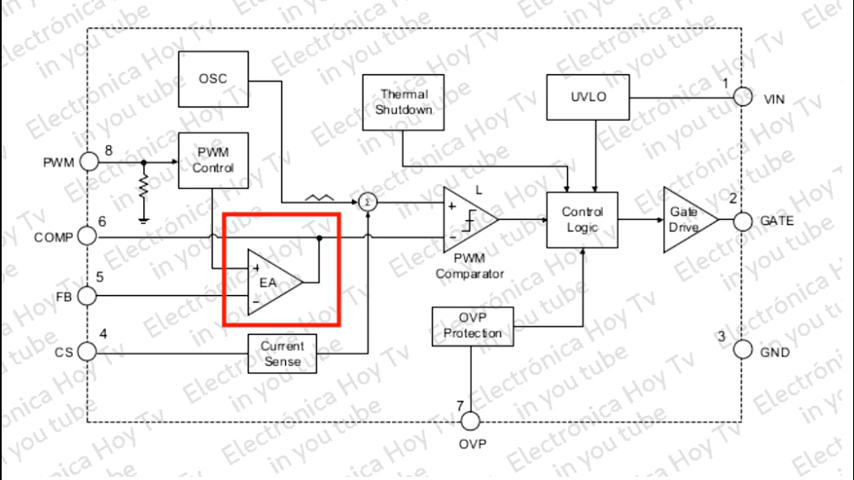 OSC
Thermal
Shutdown
UVLO
1
VIN
PWM
8
PWM
Control
Σ
L
+
−
PWM
Comparator
Control
Logic
Gate
Drive
2
GATE
COMP
6
+
−
EA
FB
5
CS
4
Current
Sense
OVP
Protection
3
GND
7
OVP
Electrónica Hoy Tv
in you tube